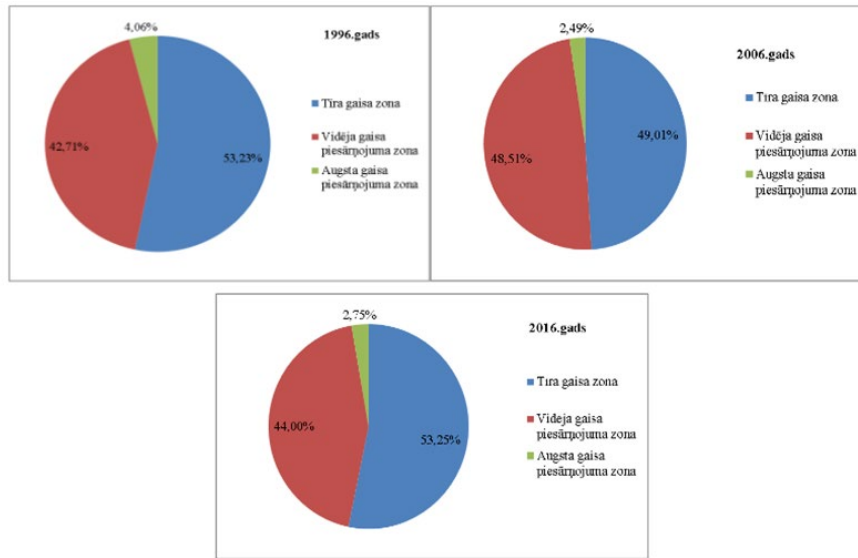 4,06%
1996.gads
Tīra gaisa zona
Vidēja gaisa
piesārņojuma zona
Augsta gaisa
piesārņojuma zona
42,71%
53,23%
2,49%
2006.gads
Tīra gaisa zona
Vidēja gaisa
piesārņojuma zona
Augsta gaisa
piesārņojuma zona
49,01%
48,51%
2,75%
2016.gads
Tīra gaisa zona
Vidēja gaisa
piesārņojuma zona
Augsta gaisa
piesārņojuma zona
44,00%
53,25%